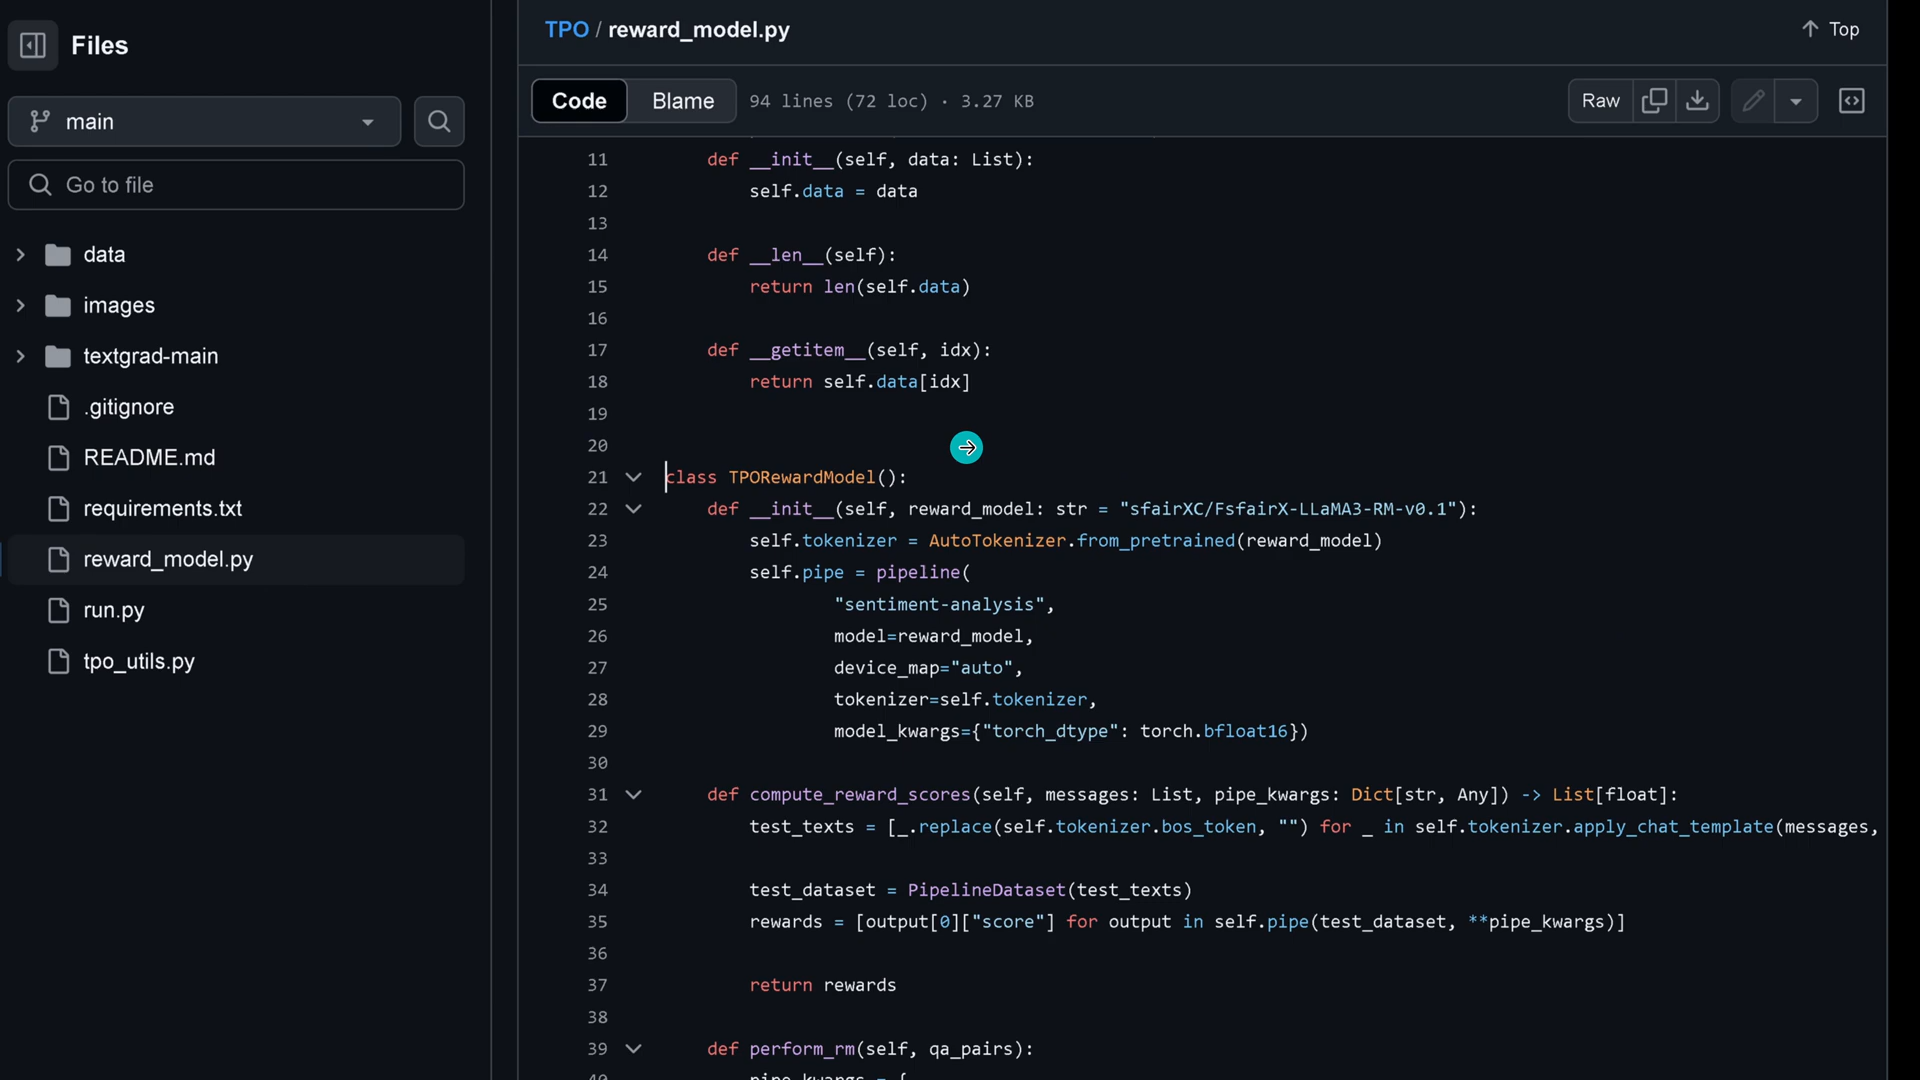 Files
main
Go to file
data
images
textgrad-main
.gitignore
README.md
requirements.txt
reward_model.py
run.py
tpo_utils.py
TPO / reward_model.py
Top
Code
Blame
94 lines (72 loc) · 3.27 KB
Raw
11 def __init__(self, data: List):
12 self.data = data
13
14 def __len__(self):
15 return len(self.data)
16
17 def __getitem__(self, idx):
18 return self.data[idx]
19
20
21 class TPORewardModel():
22 def __init__(self, reward_model: str = "sfairXC/FsfairX-LLaMA3-RM-v0.1"):
23 self.tokenizer = AutoTokenizer.from_pretrained(reward_model)
24 self.pipe = pipeline(
25 "sentiment-analysis",
26 model=reward_model,
27 device_map="auto",
28 tokenizer=self.tokenizer,
29 model_kwargs={"torch_dtype": torch.bfloat16})
30
31 def compute_reward_scores(self, messages: List, pipe_kwargs: Dict[str, Any]) -> List[float]:
32 test_texts = [_.replace(self.tokenizer.bos_token, "") for _ in self.tokenizer.apply_chat_template(messages,
33
34 test_dataset = PipelineDataset(test_texts)
35 rewards = [output[0]["score"] for output in self.pipe(test_dataset, **pipe_kwargs)]
36
37 return rewards
38
39 def perform_rm(self, qa_pairs):
40 pipe_kwargs = {